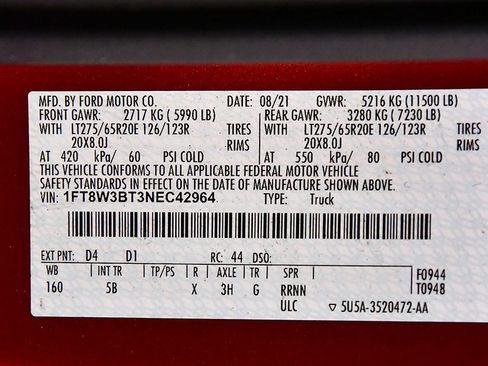 MFD. BY FORD MOTOR CO. DATE: 08/21 GVWR: 5216 KG (11500 LB)
FRONT GAWR: 2717 KG (5990 LB) REAR GAWR: 3280 KG (7230 LB)
WITH LT275/65R20E 126/123R TIRES WITH LT275/65R20E 126/123R TIRES
20X8.0J RIMS 20X8.0J RIMS
AT 420 kPa/ 60 PSI COLD AT 550 kPa/ 80 PSI COLD
THIS VEHICLE CONFORMS TO ALL APPLICABLE FEDERAL MOTOR VEHICLE
SAFETY STANDARDS IN EFFECT ON THE DATE OF MANUFACTURE SHOWN ABOVE.
VIN: 1FT8W3BT3NEC42964 TYPE: Truck
EXT PNT: D4 D1 RC: 44 DSO:
WB INT TR TP/PS R AXLE TR SPR F0944
160 5B X 3H G RRNN T0948
ULC ▽ 5U5A-3520472-AA